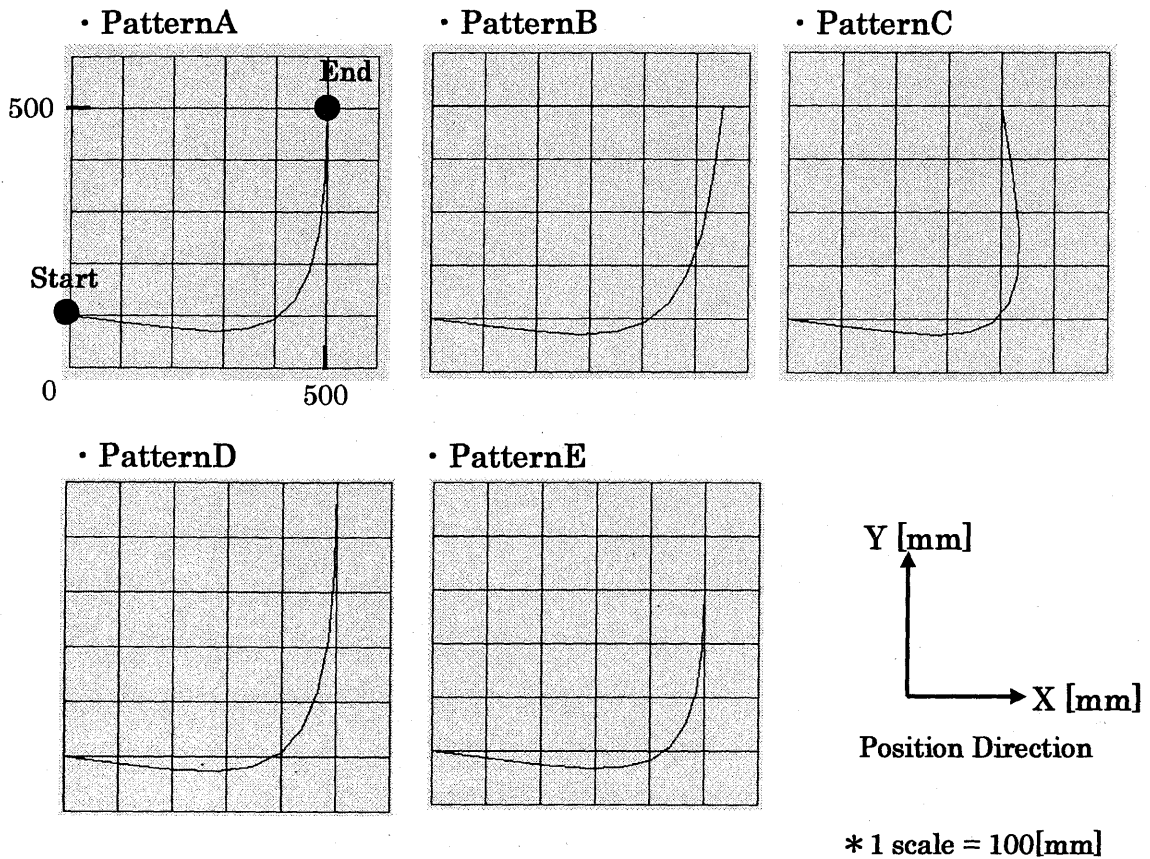 ・PatternA
・PatternB
・PatternC
End
500
Start
0
500
・PatternD
・PatternE
Y [mm]
X [mm]
Position Direction
* 1 scale = 100[mm]